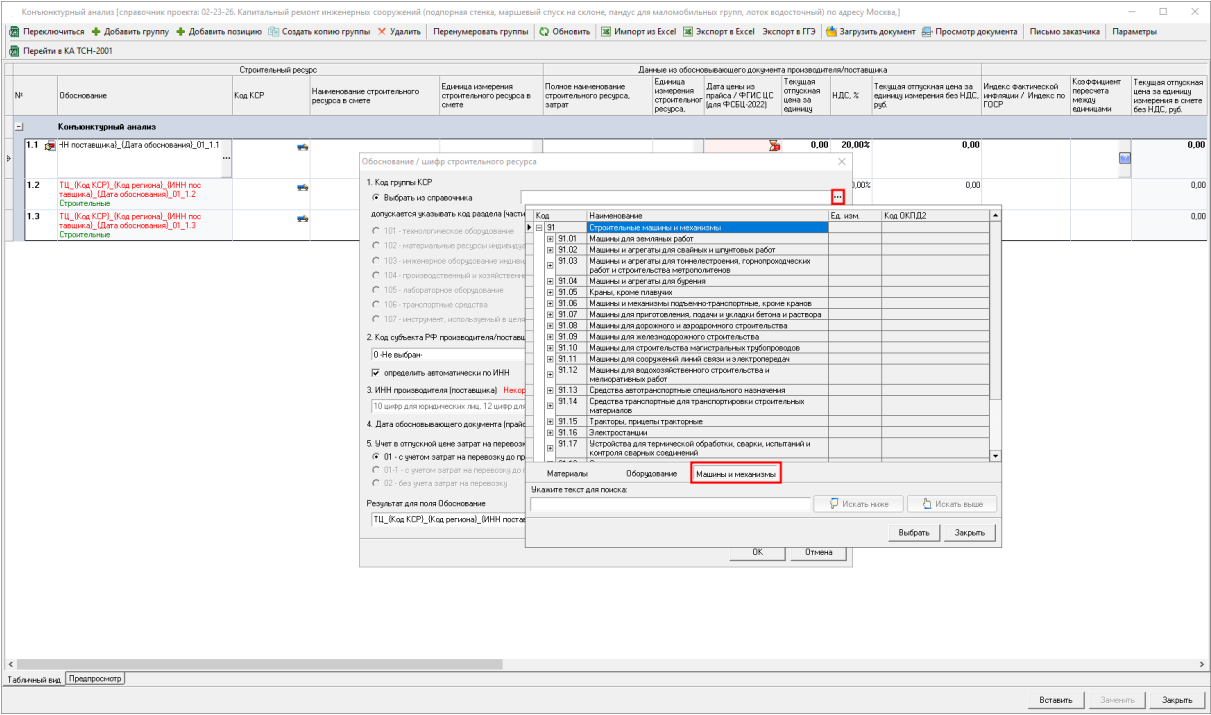 Конъюнктурный анализ [справочник проекта: 02-23-26. Капитальный ремонт инженерных сооружений (подпорная стенка, маршевый спуск на склоне, пандус для маломобильных групп, лоток водосточный) по адресу Москва,]
Переключиться Добавить группу Добавить позицию Создать копию группы Удалить Перенумеровать группы Обновить Импорт из Excel Экспорт в Excel Экспорт в ГГЭ Загрузить документ Просмотр документа Письмо заказчика Параметры
Перейти в КА ТСН-2001
Строительный ресурс
Данные из обосновывающего документа производителя/поставщика
№
Обоснование
Код КСР
Наименование строительного
ресурса в смете
Единица измерения
строительного ресурса в
смете
Полное наименование
строительного ресурса,
затрат
Единица
измерения
строительног
ресурса,
Дата цены из
прайса / ФГИС ЦС
(для ФСБЦ-2022)
Текущая
отпускная
цена за
единицу
НДС, %
Текущая отпускная цена за
единицу измерения без НДС,
руб.
Индекс фактической
инфляции / Индекс по
ГОСР
Коэффициент
пересчета
между
единицами
Текущая отпускная
цена за единицу
измерения в смете
без НДС, руб.
Конъюнктурный анализ
1.1 НН поставщика}_{Дата обоснования}_01_1.1 ... 0,00 20,00% 0,00 0,00
1.2 ТЦ_{Код КСР}_{Код региона}_{ИНН пос
тавщика}_{Дата обоснования}_01_1.2
Строительные
0,00% 0,00 0,00
1.3 ТЦ_{Код КСР}_{Код региона}_{ИНН пос
тавщика}_{Дата обоснования}_01_1.3
Строительные
0,00
Обоснование / шифр строительного ресурса
1. Код группы КСР
Выбрать из справочника
...
допускается указывать код раздела (части
101 - технологическое оборудование
102 - материальные ресурсы индивидуа
103 - инженерное оборудование индиви
104 - производственный и хозяйственн
105 - лабораторное оборудование
106 - транспортные средства
107 - инструмент, используемый в целя
2. Код субъекта РФ производителя/поставщ
0 -Не выбран-
определить автоматически по ИНН
3. ИНН производителя (поставщика) Некор
10 цифр для юридических лиц, 12 цифр для
4. Дата обосновывающего документа (прайс
5. Учет в отпускной цене затрат на перевозк
01 - с учетом затрат на перевозку до пр
01-1 - с учетом затрат на перевозку до п
02 - без учета затрат на перевозку
Результат для поля Обоснование
ТЦ_{Код КСР}_{Код региона}_{ИНН постав
OK Отмена
Код Наименование Ед. изм. Код ОКПД2
91 Строительные машины и механизмы
91.01 Машины для земляных работ
91.02 Машины и агрегаты для свайных и шпунтовых работ
91.03 Машины и агрегаты для тоннелестроения, горнопроходческих
работ и строительства метрополитенов
91.04 Машины и агрегаты для бурения
91.05 Краны, кроме плавучих
91.06 Машины и механизмы подъемно-транспортные, кроме кранов
91.07 Машины для приготовления, подачи и укладки бетона и раствора
91.08 Машины для дорожного и аэродромного строительства
91.09 Машины для железнодорожного строительства
91.10 Машины для строительства магистральных трубопроводов
91.11 Машины для сооружений линий связи и электропередач
91.12 Машины для водохозяйственного строительства и
мелиоративных работ
91.13 Средства автотранспортные специального назначения
91.14 Средства транспортные для транспортировки строительных
материалов
91.15 Тракторы, прицепы тракторные
91.16 Электростанции
91.17 Устройства для термической обработки, сварки, испытаний и
контроля сварных соединений
Материалы Оборудование Машины и механизмы
Укажите текст для поиска:
Искать ниже Искать выше
Выбрать Закрыть
Табличный вид Предпросмотр
Вставить Заменить Закрыть